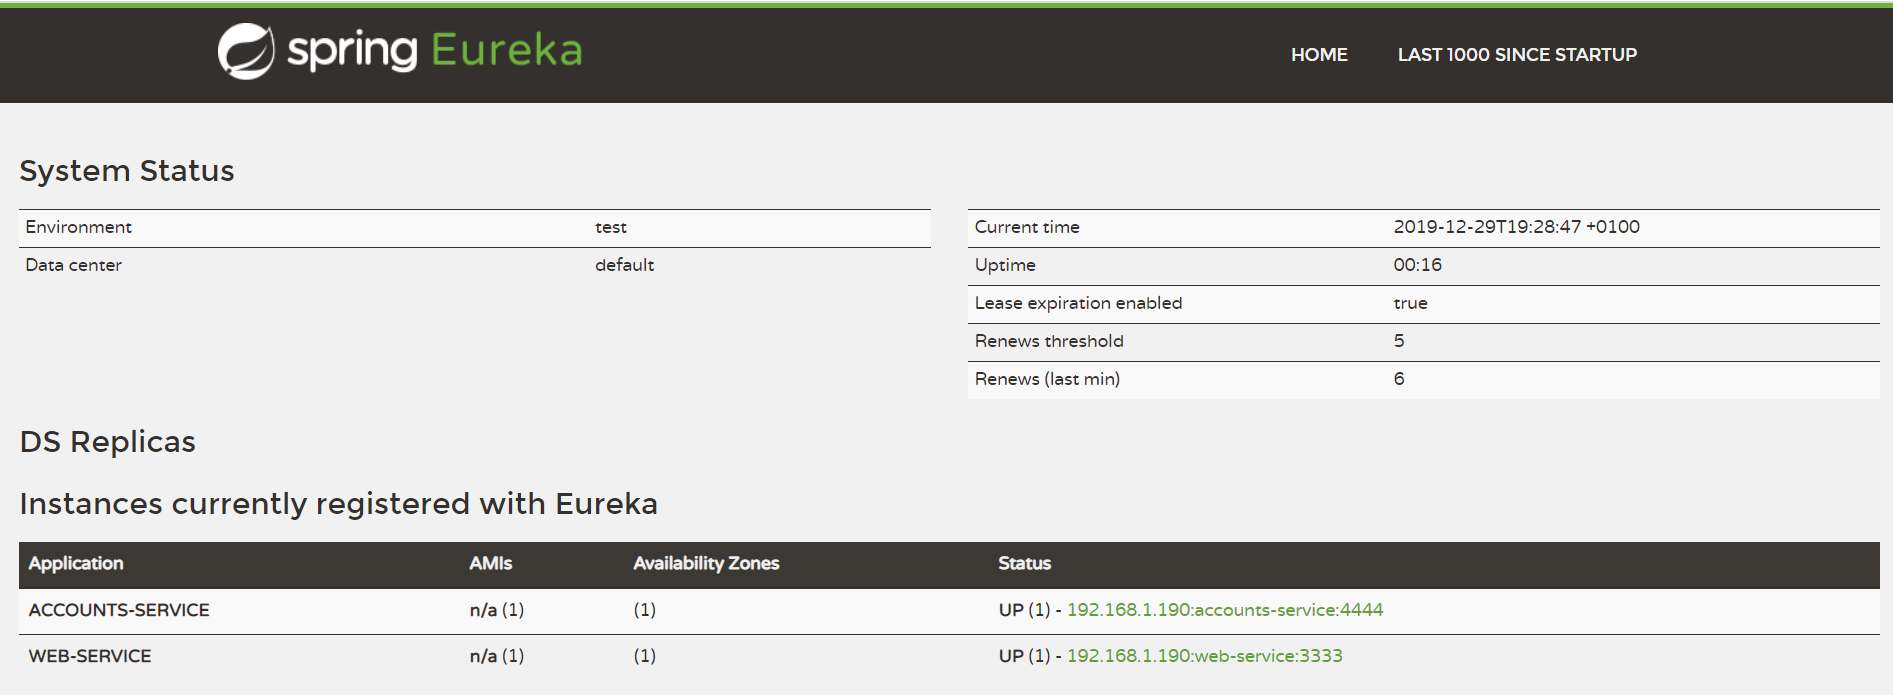 spring Eureka
HOME LAST 1000 SINCE STARTUP
System Status
Environment test
Data center default
Current time 2019-12-29T19:28:47 +0100
Uptime 00:16
Lease expiration enabled true
Renews threshold 5
Renews (last min) 6
DS Replicas
Instances currently registered with Eureka
Application AMIs Availability Zones Status
ACCOUNTS-SERVICE n/a (1) (1) UP (1) - 192.168.1.190:accounts-service:4444
WEB-SERVICE n/a (1) (1) UP (1) - 192.168.1.190:web-service:3333